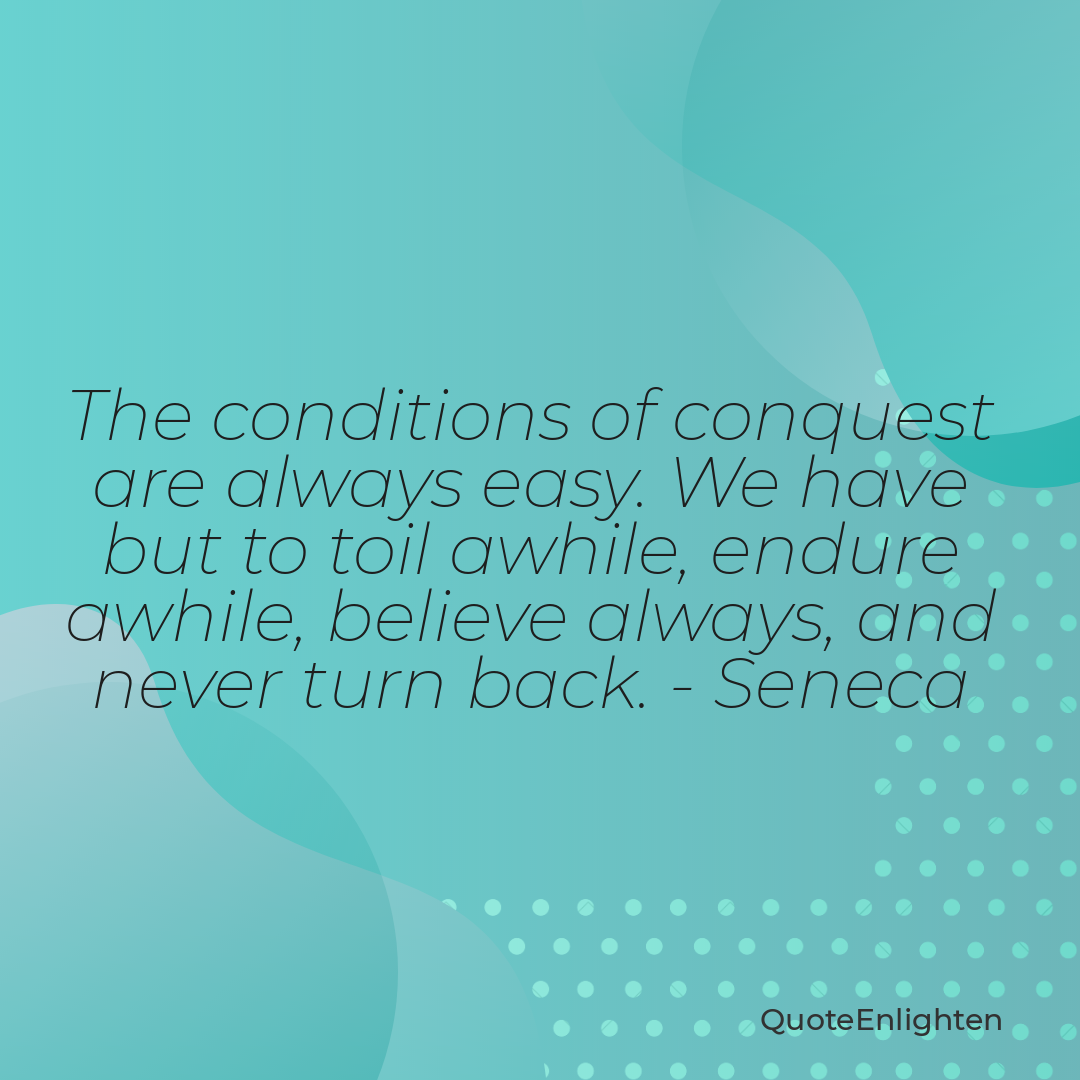 The conditions of conquest
are always easy. We have
but to toil awhile, endure
awhile, believe always, and
never turn back. - Seneca
QuoteEnlighten